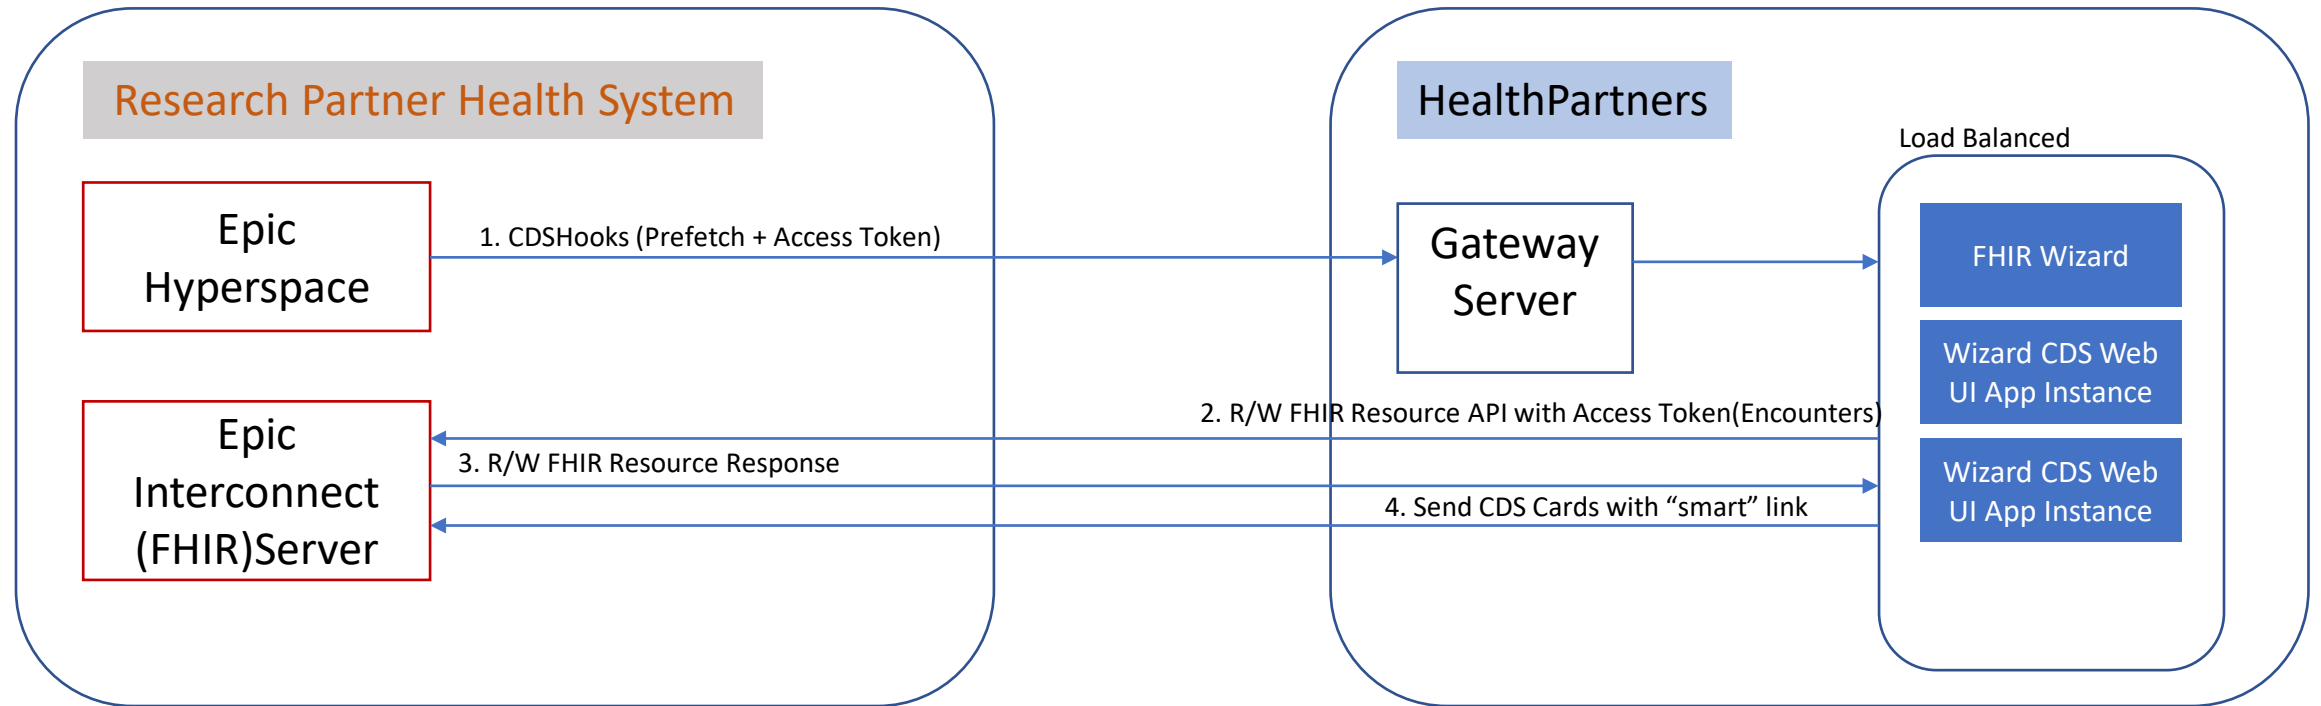 Research Partner Health System
HealthPartners
Load Balanced
Epic
Hyperspace
1. CDSHooks (Prefetch + Access Token)
Gateway
Server
FHIR Wizard
Wizard CDS Web
UI App Instance
2. R/W FHIR Resource API with Access Token(Encounters)
Epic
Interconnect
(FHIR)Server
3. R/W FHIR Resource Response
4. Send CDS Cards with “smart” link
Wizard CDS Web
UI App Instance